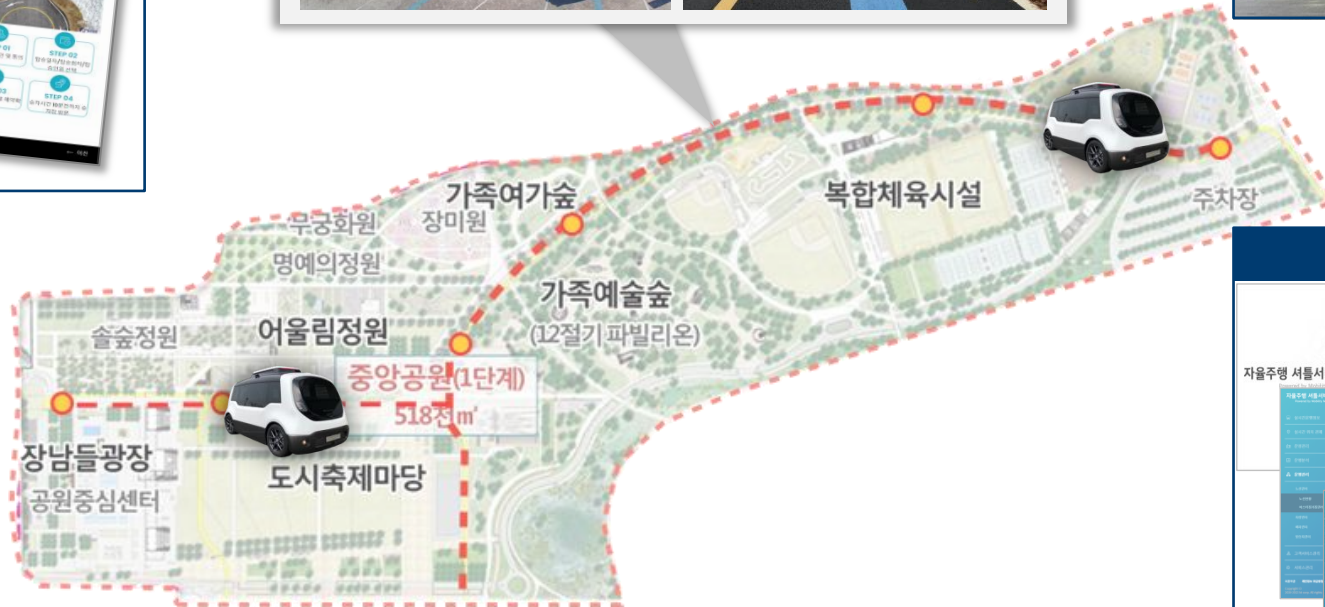 STEP 02
STEP 04
가족여가숲
장미원
무궁화원
명예의정원
복합체육시설
주차장
가족예술숲
(12절기 파빌리온)
솔숲정원
어울림정원
중앙공원(1단계)
518천㎡
장남들광장
공원중심센터
도시축제마당
자율주행 셔틀서